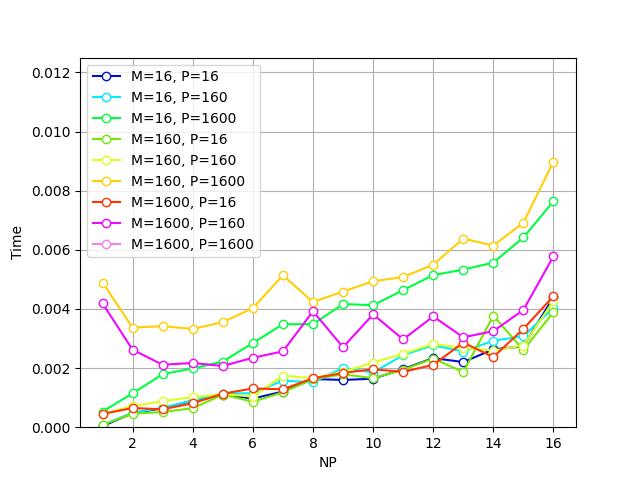 0.012
0.010
0.008
0.006
0.004
0.002
0.000
Time
M=16, P=16
M=16, P=160
M=16, P=1600
M=160, P=16
M=160, P=160
M=160, P=1600
M=1600, P=16
M=1600, P=160
M=1600, P=1600
2 4 6 8 10 12 14 16
NP